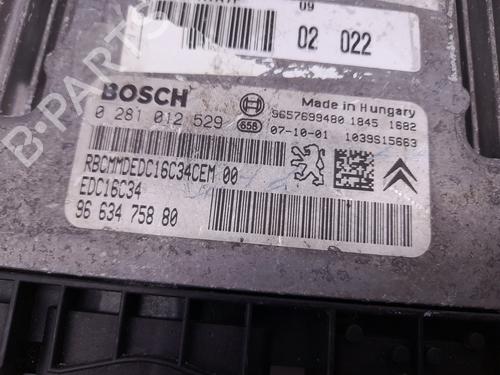 09
02 022
BOSCH
Made in Hungary
0 281 012 529
658
9657699480 1845 1682
07-10-01 1039S15663
RBCMMDEDC16C34CEM 00
EDC16C34
96 634 758 80